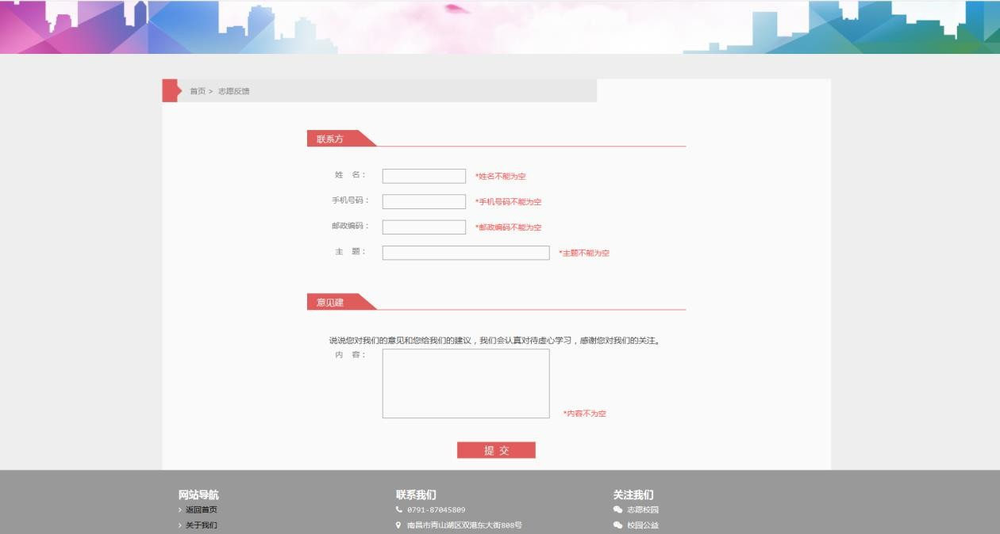 首页 > 志愿反馈
联系方
姓 名： *姓名不能为空
手机号码： *手机号码不能为空
邮政编码： *邮政编码不能为空
主 题： *主题不能为空
意见建
说说您对我们的意见和您给我们的建议，我们会认真对待虚心学习，感谢您对我们的关注。
内 容：
*内容不为空
提 交
网站导航
> 返回首页
> 关于我们
联系我们
0791-87045809
南昌市青山湖区双港东大街808号
关注我们
志愿校园
校园公益